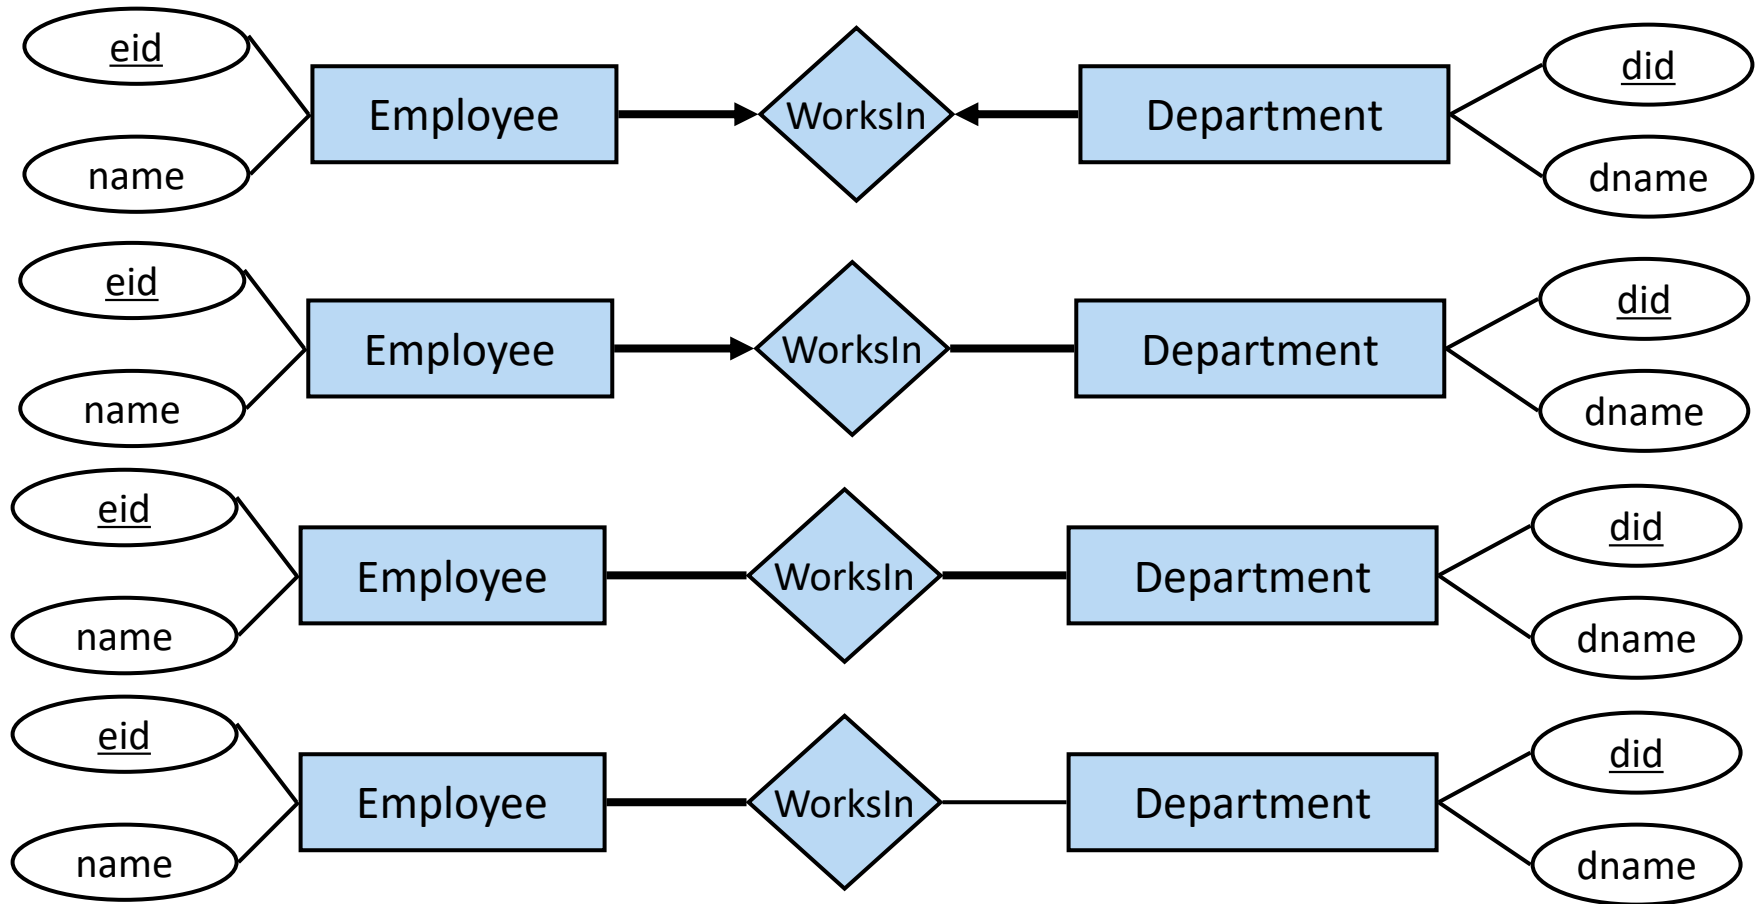 eid
name
Employee
WorksIn
Department
did
dname
eid
name
Employee
WorksIn
Department
did
dname
eid
name
Employee
WorksIn
Department
did
dname
eid
name
Employee
WorksIn
Department
did
dname